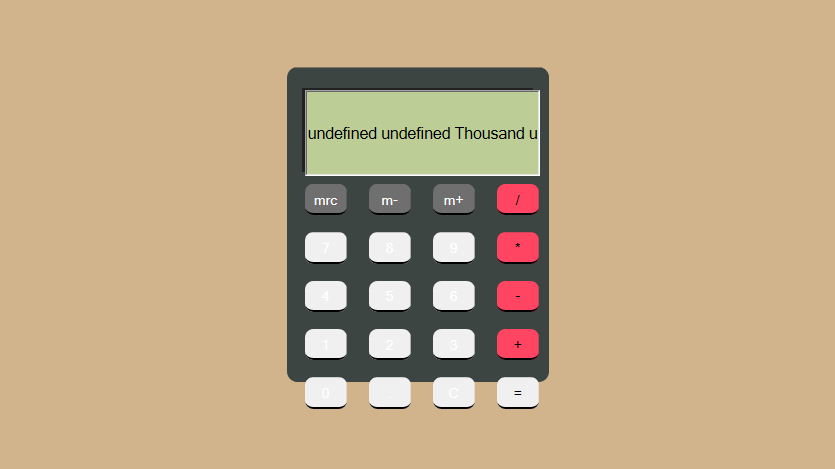 undefined undefined Thousand u
mrc m- m+ /
7 8 9 *
4 5 6 -
1 2 3 +
0 C =